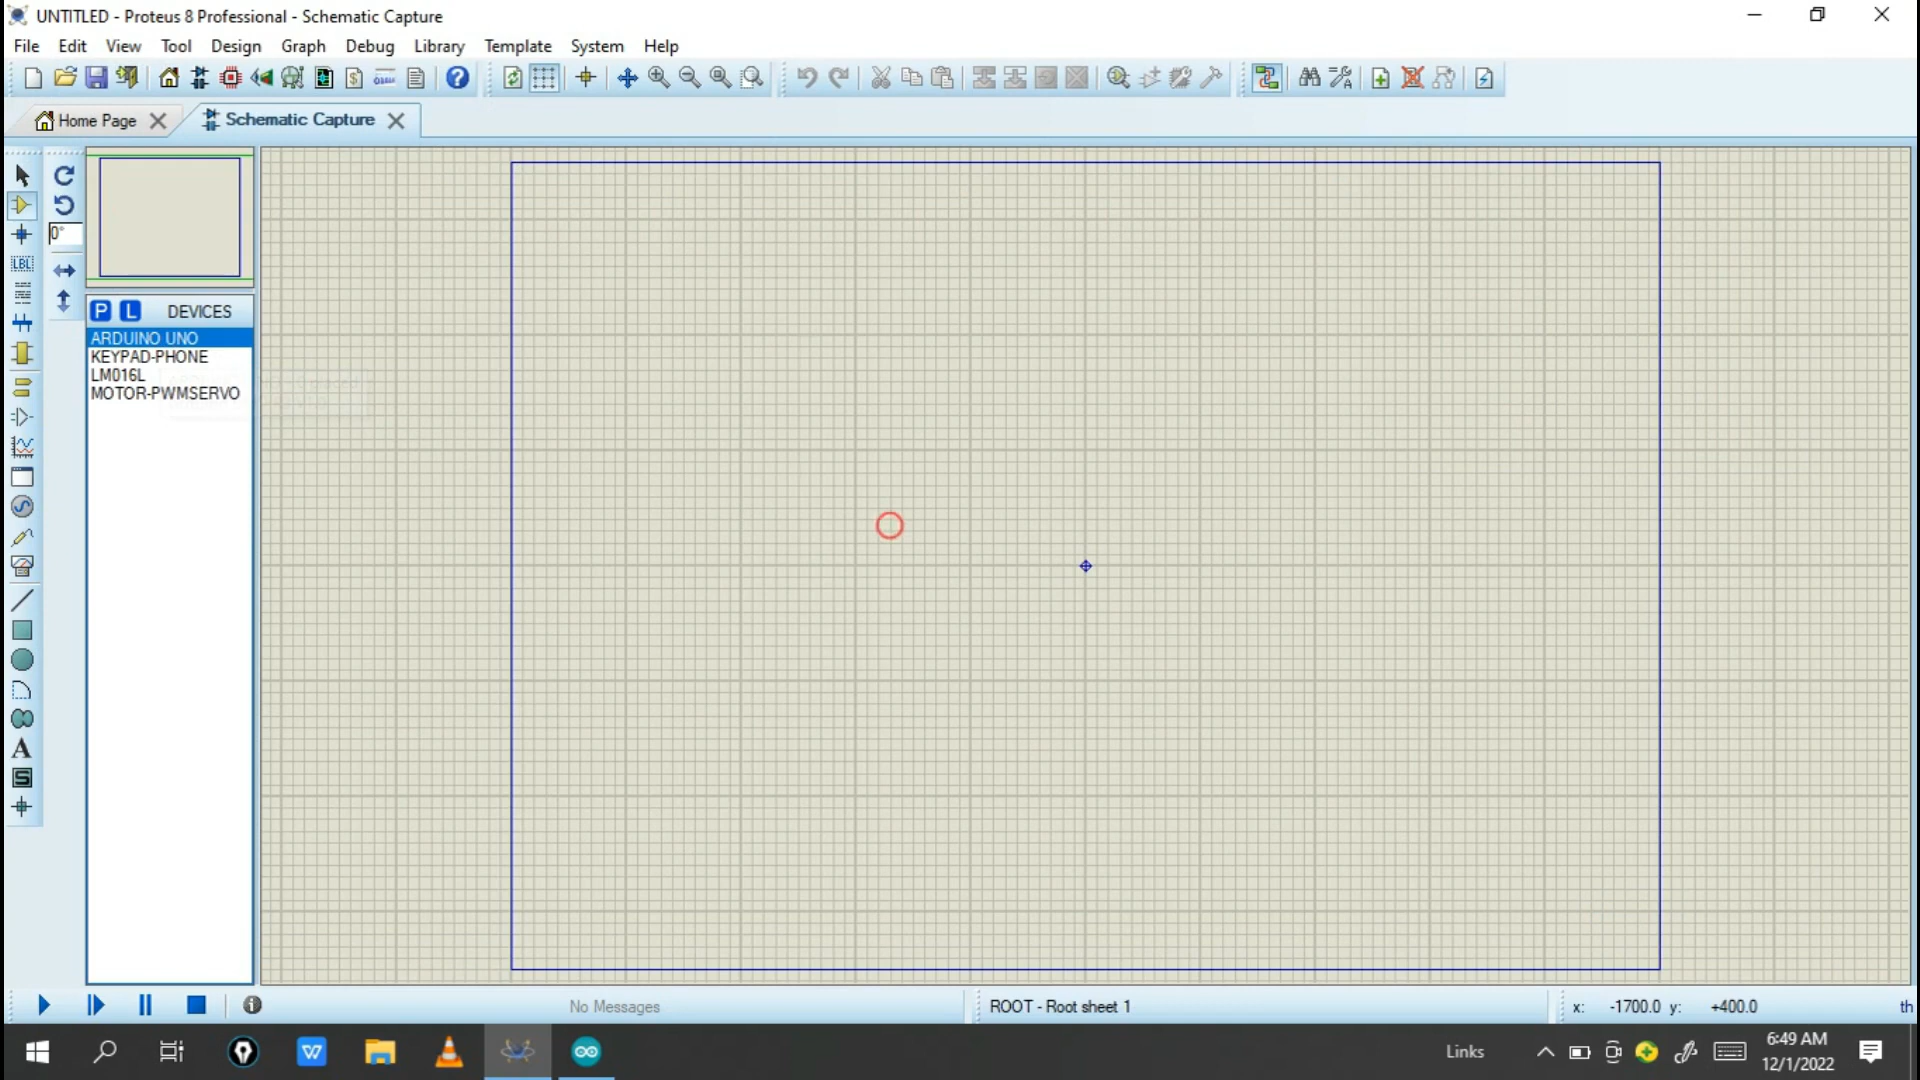 UNTITLED - Proteus 8 Professional - Schematic Capture
File Edit View Tool Design Graph Debug Library Template System Help
Home Page Schematic Capture
0°
LBL
P L DEVICES
ARDUINO UNO
KEYPAD-PHONE
LM016L
MOTOR-PWMSERVO
placed
A
S
No Messages ROOT - Root sheet 1 x: -1700.0 y: +400.0 th
Links 6:49 AM
12/1/2022